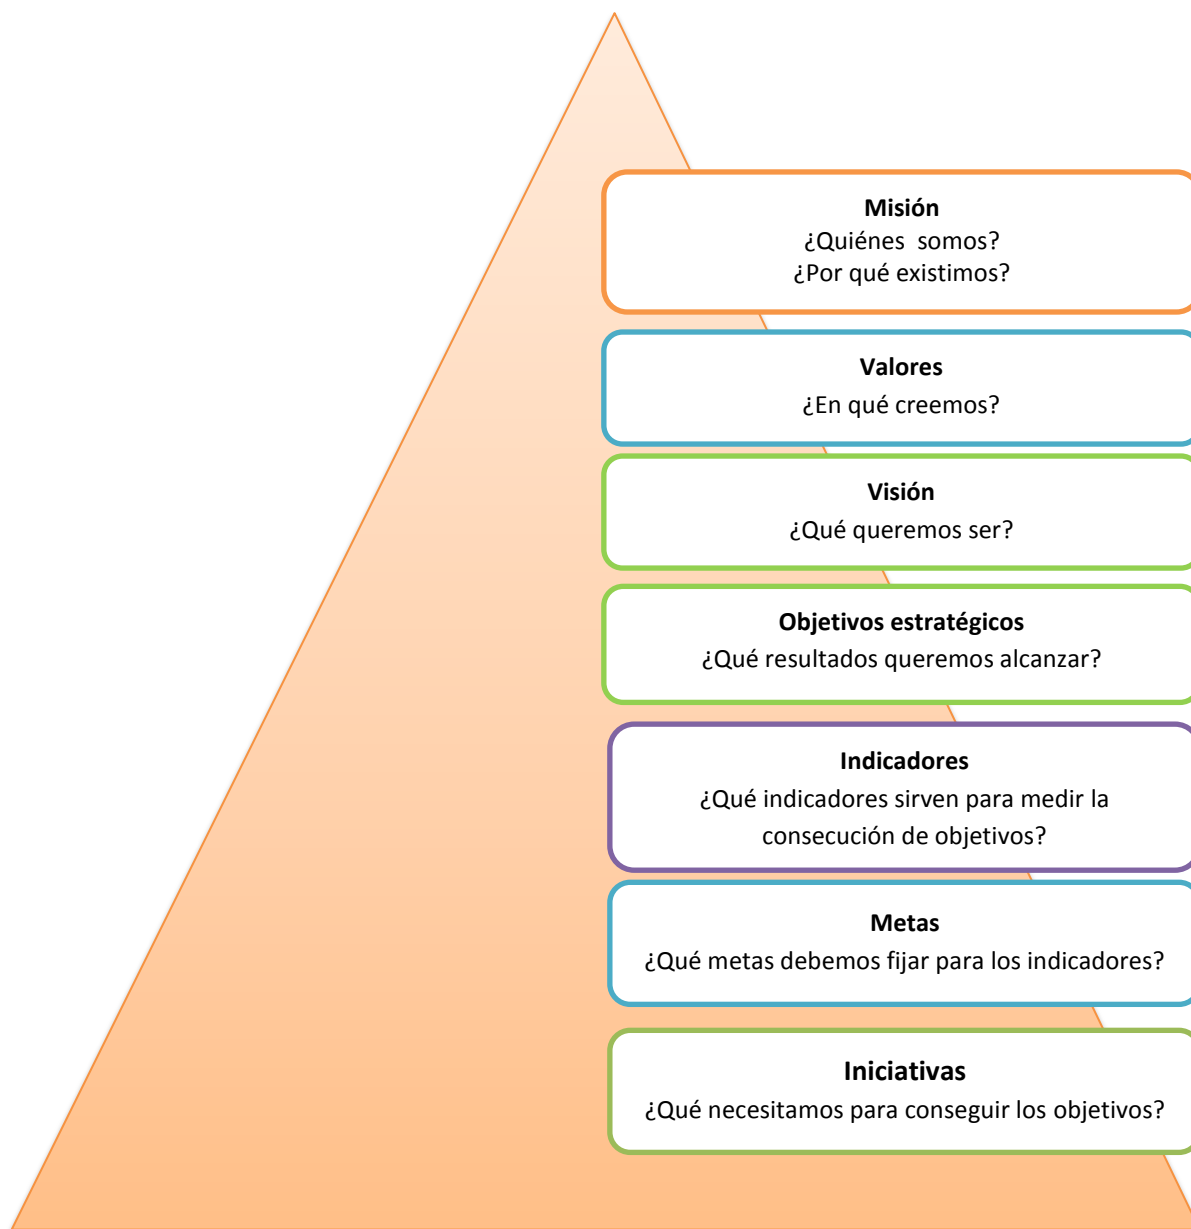 Misión
¿Quiénes  somos?
¿Por qué existimos?
Valores
¿En qué creemos?
Visión
¿Qué queremos ser?
Objetivos estratégicos
¿Qué resultados queremos alcanzar?
Indicadores
¿Qué indicadores sirven para medir la
consecución de objetivos?
Metas
¿Qué metas debemos fijar para los indicadores?
Iniciativas
¿Qué necesitamos para conseguir los objetivos?